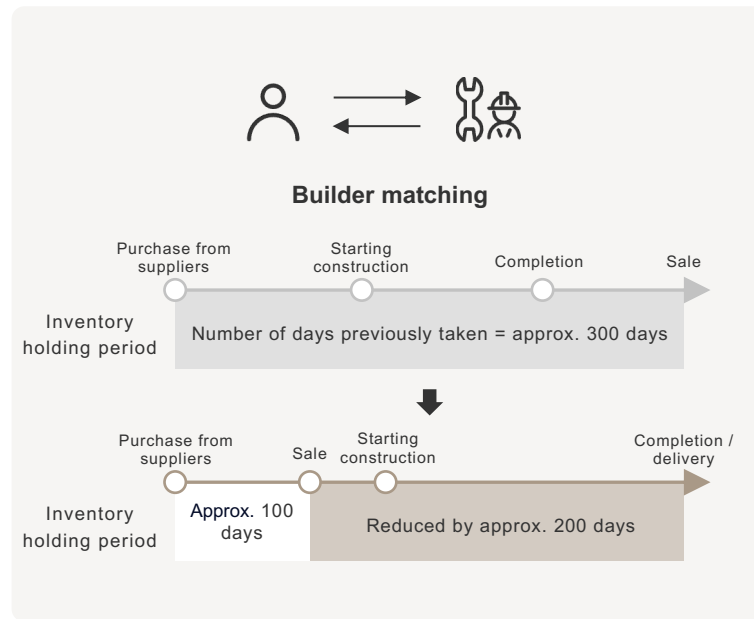 Builder matching
Purchase from
suppliers
Starting
construction
Completion
Sale
Inventory
holding period
Number of days previously taken = approx. 300 days
Purchase from
suppliers
Sale
Starting
construction
Completion /
delivery
Inventory
holding period
Approx. 100
days
Reduced by approx. 200 days